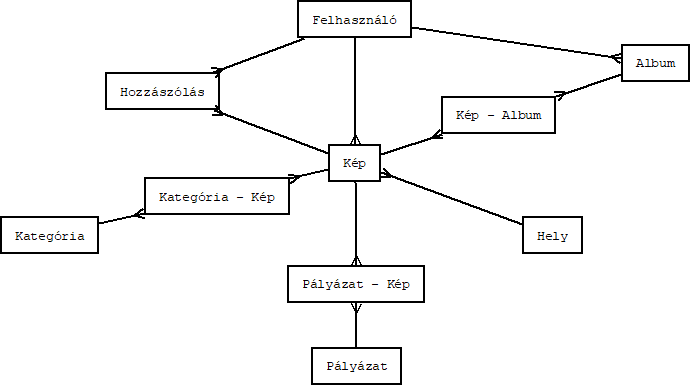 Felhasználó
Album
Hozzászólás
Kép - Album
Kép
Kategória - Kép
Kategória
Hely
Pályázat - Kép
Pályázat